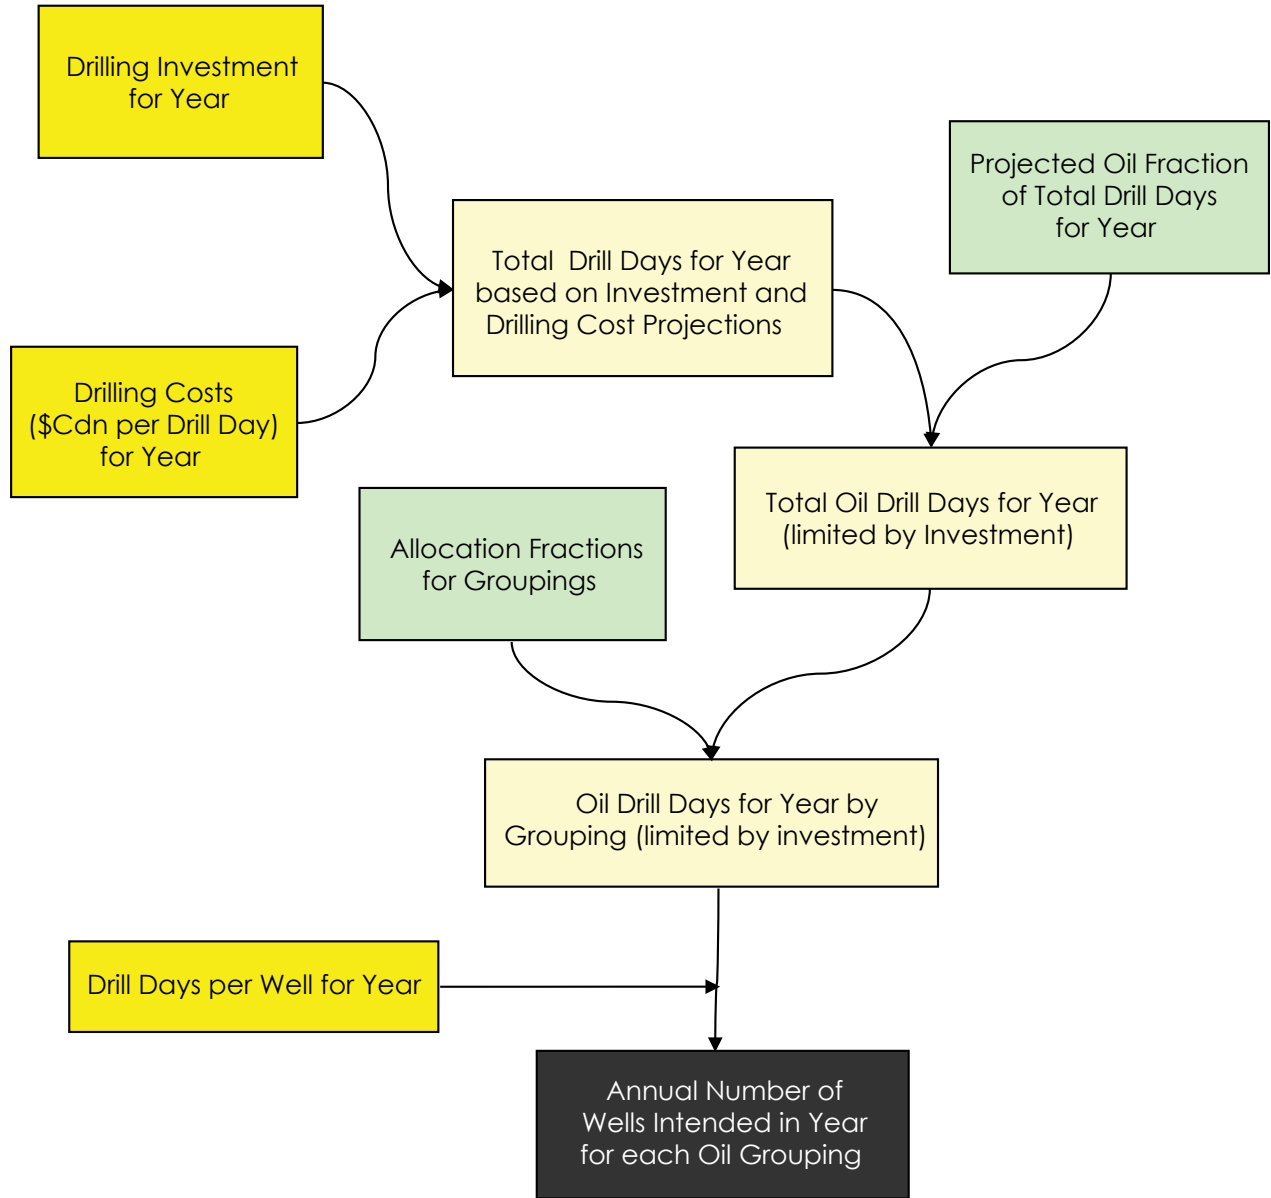 Drilling Investment
for Year
Projected Oil Fraction
of Total Drill Days
for Year
Total Drill Days for Year
based on Investment and
Drilling Cost Projections
Drilling Costs
($Cdn per Drill Day)
for Year
Total Oil Drill Days for Year
(limited by Investment)
Allocation Fractions
for Groupings
Oil Drill Days for Year by
Grouping (limited by investment)
Drill Days per Well for Year
Annual Number of
Wells Intended in Year
for each Oil Grouping